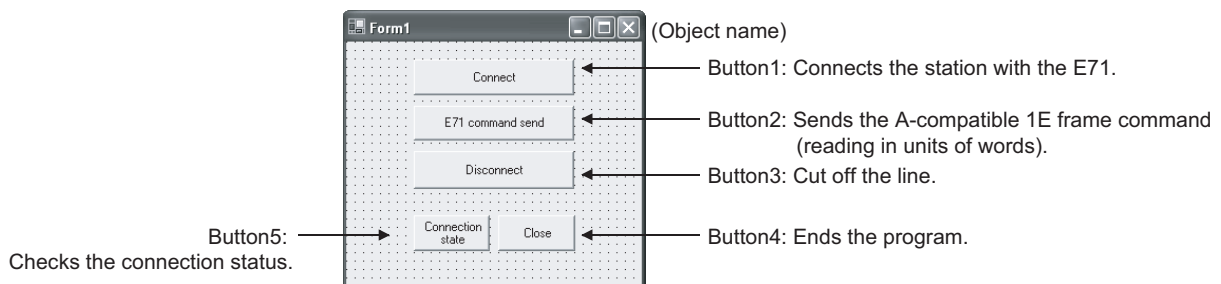 Form1
(Object name)
Connect
Button1: Connects the station with the E71.
E71 command send
Button2: Sends the A-compatible 1E frame command
(reading in units of words).
Disconnect
Button3: Cut off the line.
Button5:
Checks the connection status.
Connection
state
Close
Button4: Ends the program.